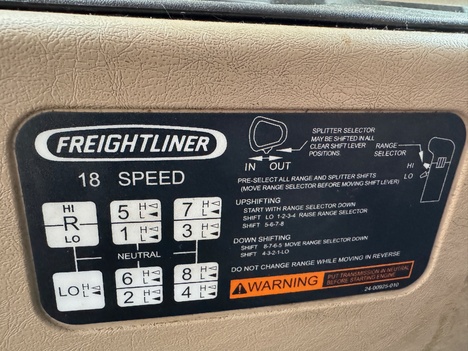 FREIGHTLINER
18 SPEED
HI
R
LO
5 H L
7 H L
1 H L
3 H L
NEUTRAL
LO H L
6 H L
8 H L
2 H L
4 H L
SPLITTER SELECTOR
MAY BE SHIFTED IN ALL
CLEAR SHIFT LEVER
POSITIONS.
IN OUT
RANGE
SELECTOR
HI
LO
PRE-SELECT ALL RANGE AND SPLITTER SHIFTS
(MOVE RANGE SELECTOR BEFORE MOVING SHIFT LEVER)
UPSHIFTING
START WITH RANGE SELECTOR DOWN
SHIFT LO 1-2-3-4 RAISE RANGE SELECTOR
SHIFT 5-6-7-8
DOWN SHIFTING
SHIFT 8-7-6-5 MOVE RANGE SELECTOR DOWN
SHIFT 4-3-2-1-LO
DO NOT CHANGE RANGE WHILE MOVING IN REVERSE
WARNING
PUT TRANSMISSION IN NEUTRAL
BEFORE STARTING ENGINE
24-00925-010